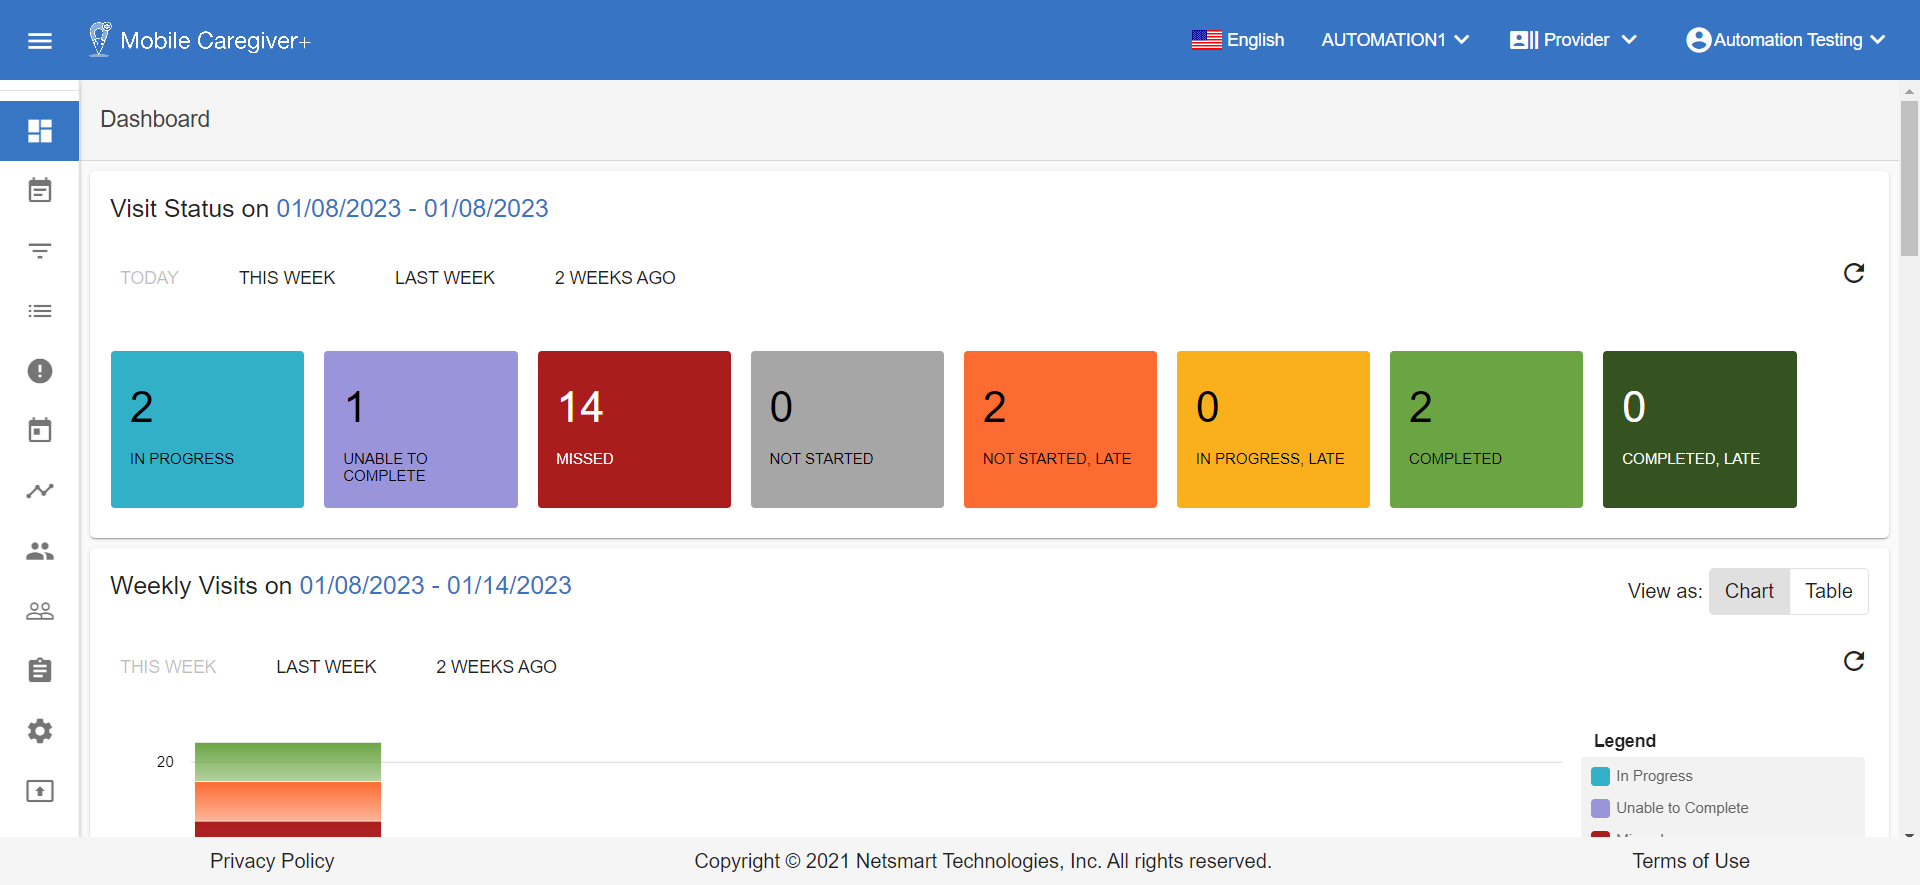 Mobile Caregiver+
English
AUTOMATION1
Provider
Automation Testing
Dashboard
Visit Status on 01/08/2023 - 01/08/2023
TODAY
THIS WEEK
LAST WEEK
2 WEEKS AGO
2
IN PROGRESS
1
UNABLE TO
COMPLETE
14
MISSED
0
NOT STARTED
2
NOT STARTED, LATE
0
IN PROGRESS, LATE
2
COMPLETED
0
COMPLETED, LATE
Weekly Visits on 01/08/2023 - 01/14/2023
View as:
Chart
Table
THIS WEEK
LAST WEEK
2 WEEKS AGO
20
Legend
In Progress
Unable to Complete
Privacy Policy
Copyright © 2021 Netsmart Technologies, Inc. All rights reserved.
Terms of Use